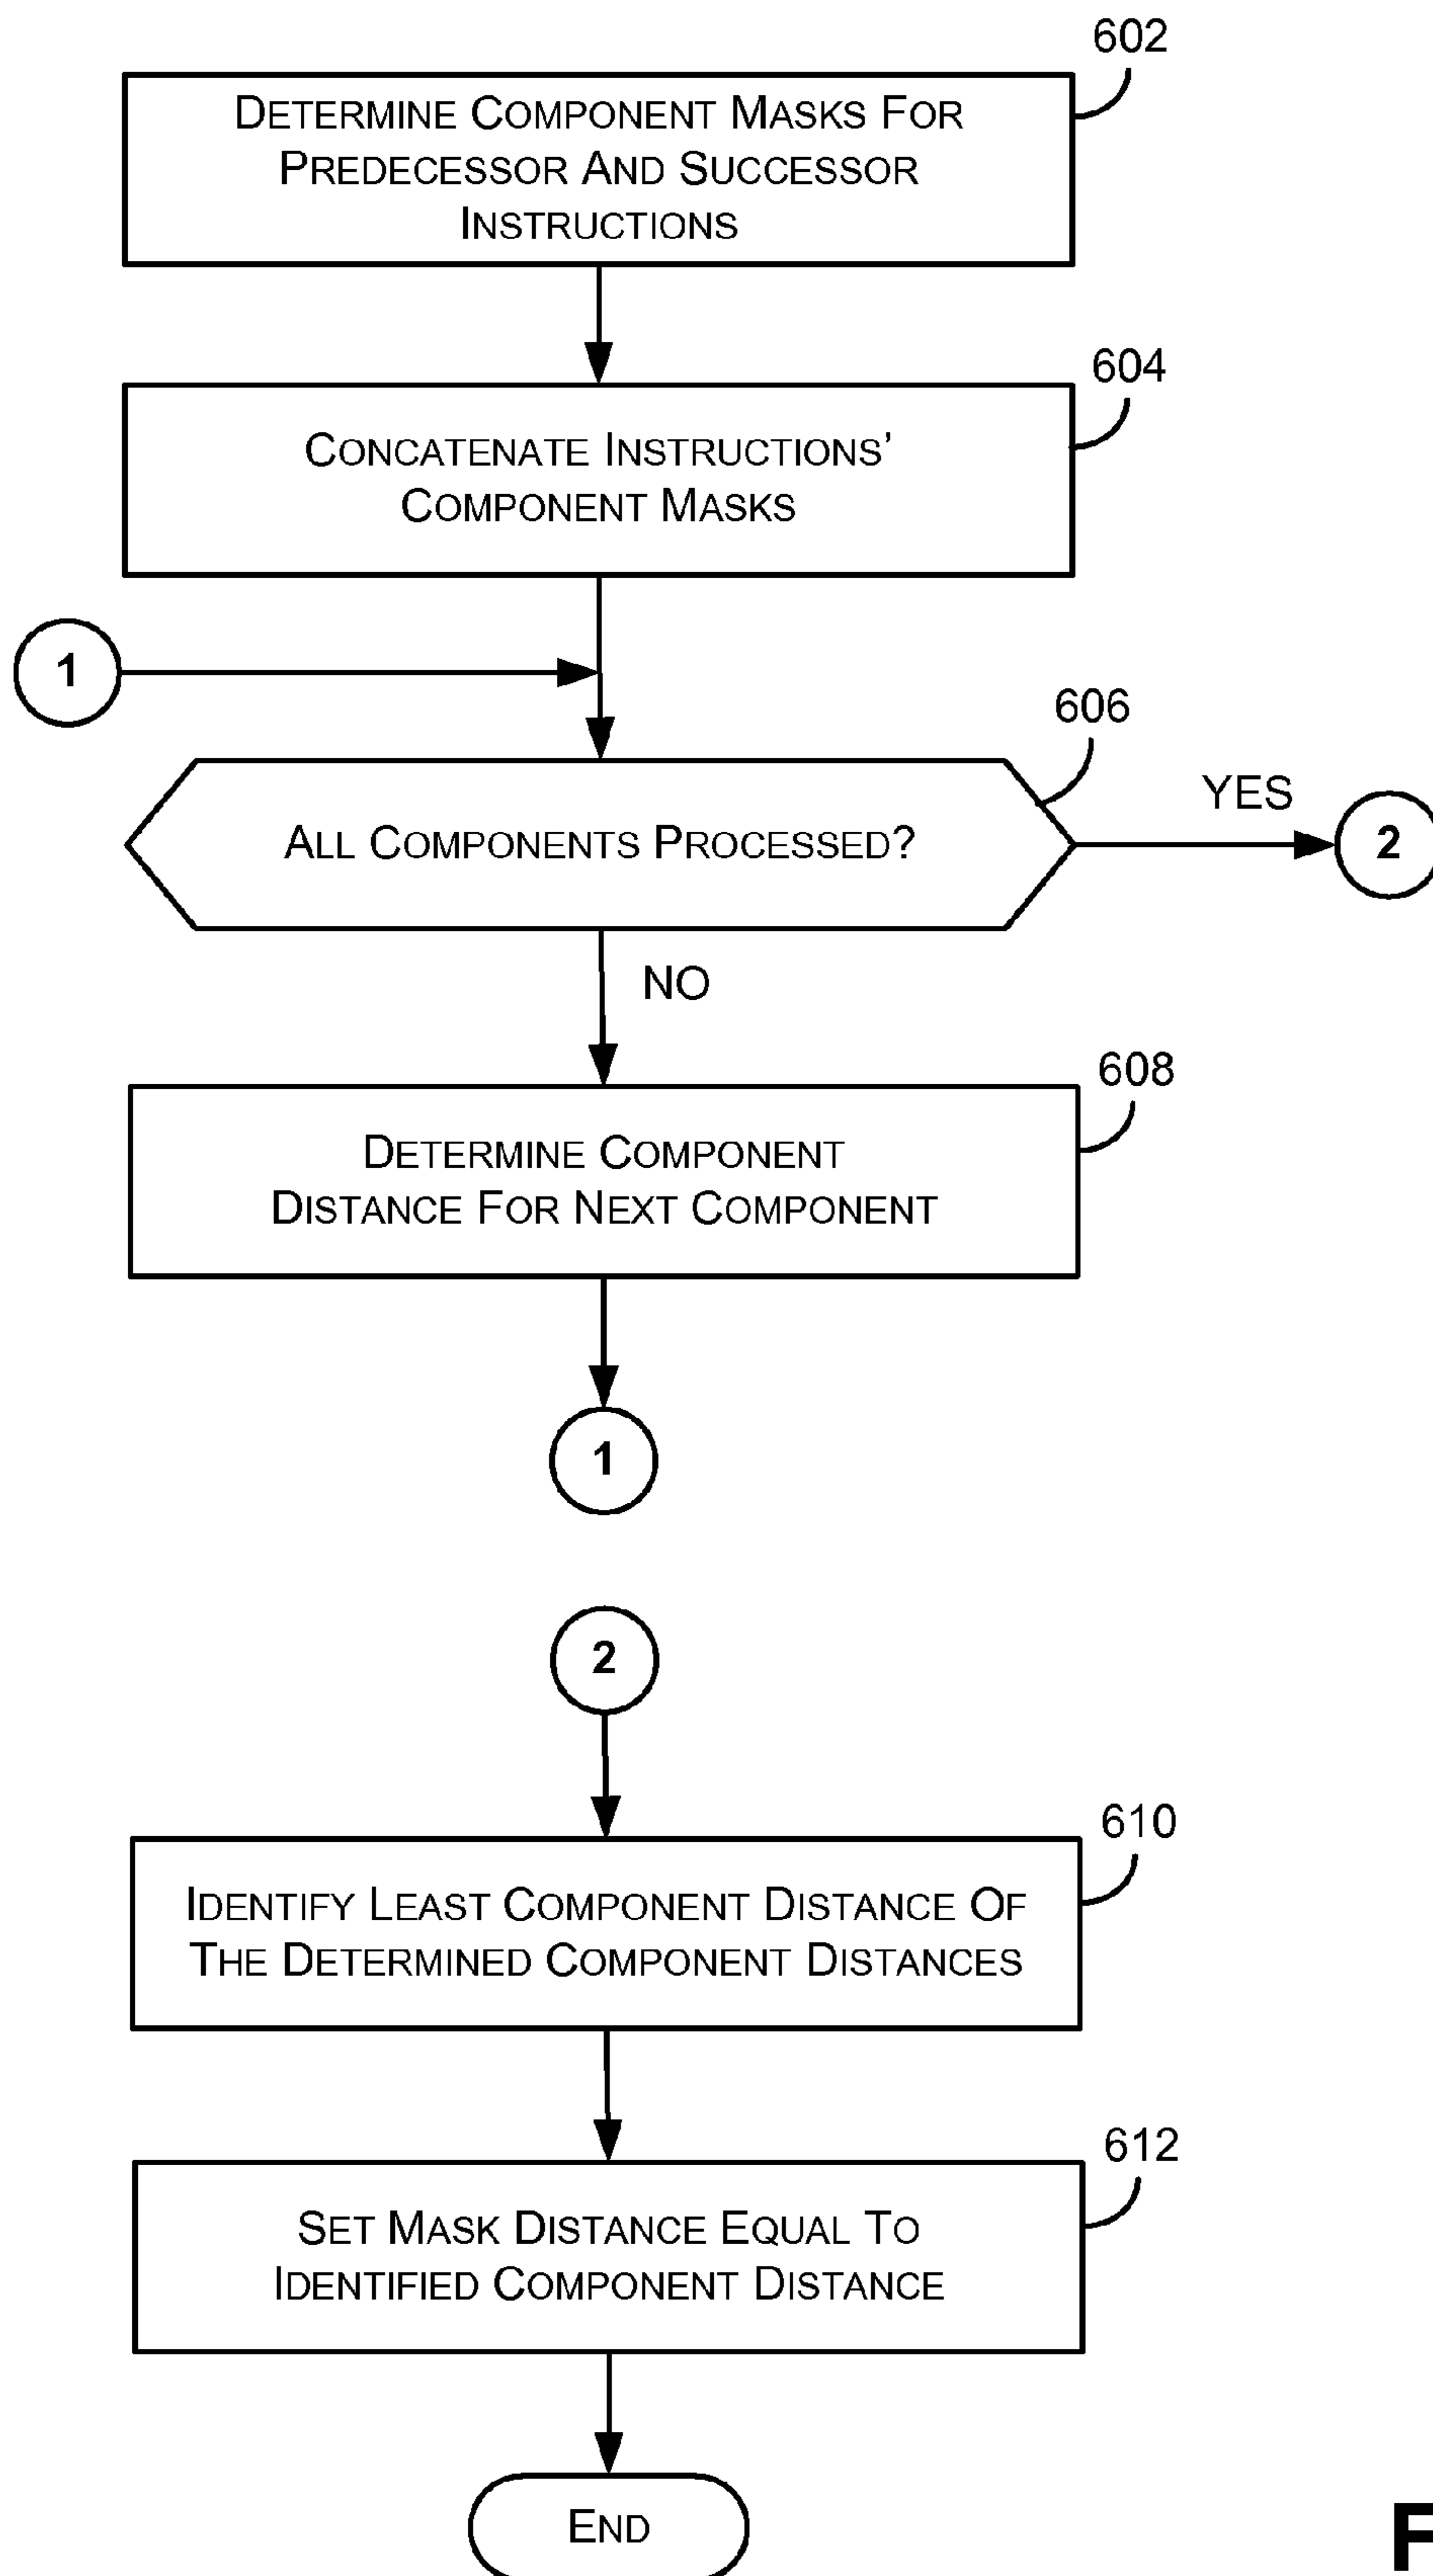 602
DETERMINE COMPONENT MASKS FOR
PREDECESSOR AND SUCCESSOR
INSTRUCTIONS
604
CONCATENATE INSTRUCTIONS’
COMPONENT MASKS
1
606
ALL COMPONENTS PROCESSED?
YES
2
NO
608
DETERMINE COMPONENT
DISTANCE FOR NEXT COMPONENT
1
2
610
IDENTIFY LEAST COMPONENT DISTANCE OF
THE DETERMINED COMPONENT DISTANCES
612
SET MASK DISTANCE EQUAL TO
IDENTIFIED COMPONENT DISTANCE
END
F